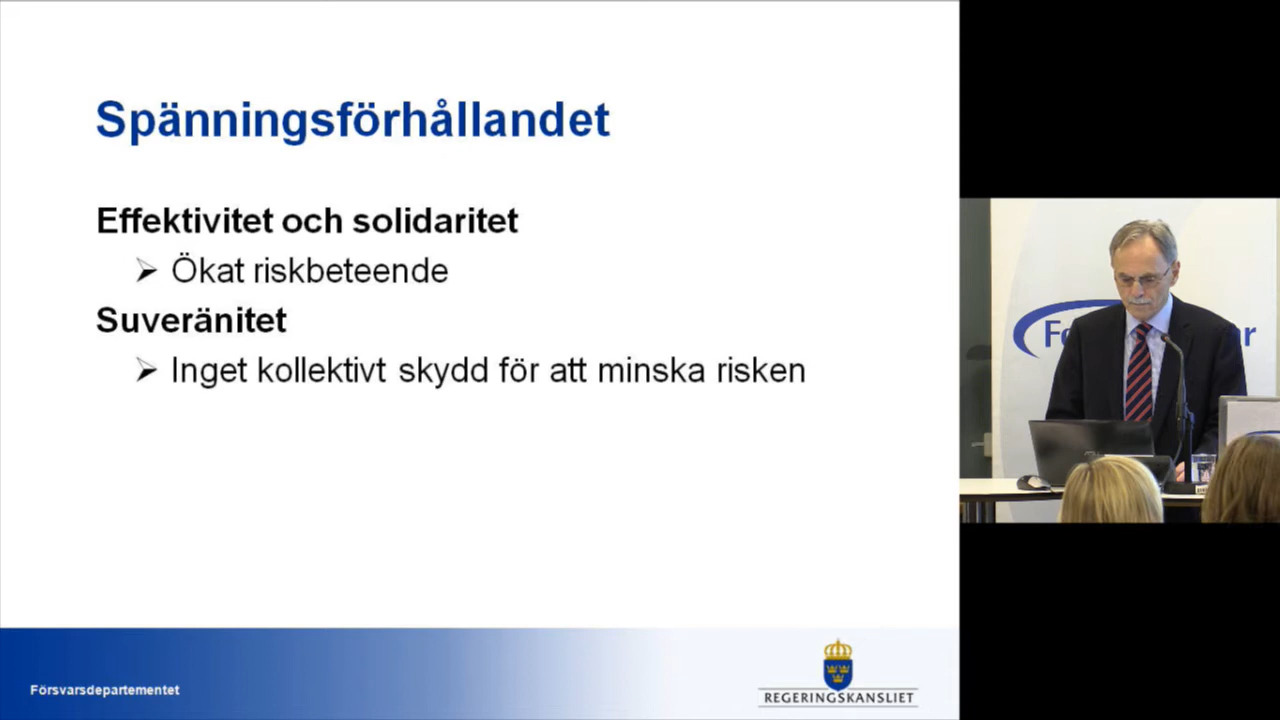 Spänningsförhållandet
Effektivitet och solidaritet
➢ Ökat riskbeteende
Suveränitet
➢ Inget kollektivt skydd för att minska risken
Försvarsdepartementet
REGERINGSKANSLIET